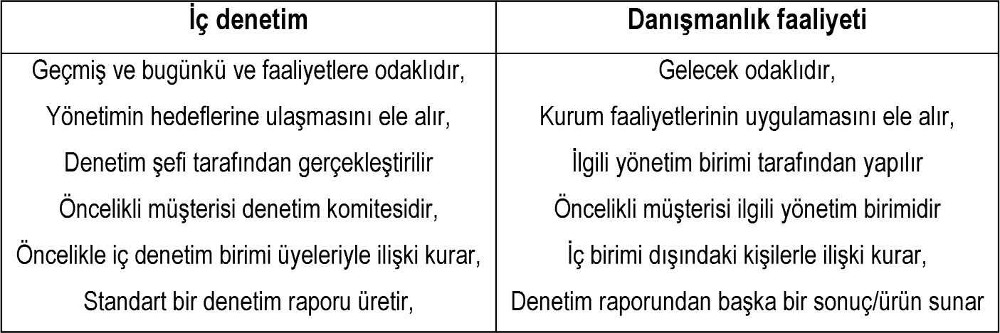 İç denetim
Danışmanlık faaliyeti
Geçmiş ve bugünkü ve faaliyetlere odaklıdır,
Gelecek odaklıdır,
Yönetimin hedeflerine ulaşmasını ele alır,
Kurum faaliyetlerinin uygulamasını ele alır,
Denetim şefi tarafından gerçekleştirilir
İlgili yönetim birimi tarafından yapılır
Öncelikli müşterisi denetim komitesidir,
Öncelikli müşterisi ilgili yönetim birimidir
Öncelikle iç denetim birimi üyeleriyle ilişki kurar,
İç birimi dışındaki kişilerle ilişki kurar,
Standart bir denetim raporu üretir,
Denetim raporundan başka bir sonuç/ürün sunar